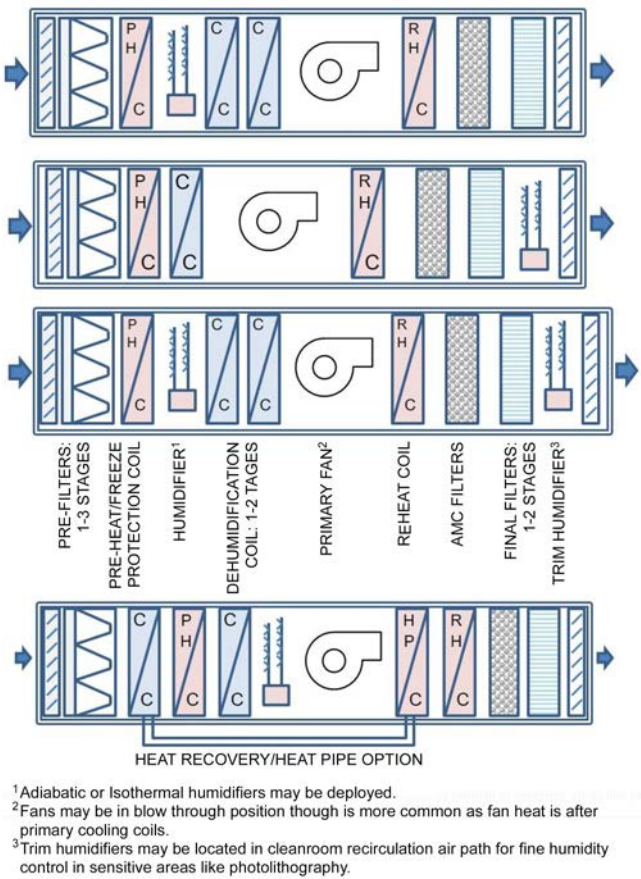 P
H
C
C
C
C
C
R
H
C
P
H
C
C
C
R
H
C
P
H
C
C
C
C
C
R
H
C
PRE-FILTERS:
1-3 STAGES
PRE-HEAT/FREEZE
PROTECTION COIL
HUMIDIFIER¹
DEHUMIDIFICATION
COIL: 1-2 TAGES
PRIMARY FAN²
REHEAT COIL
AMC FILTERS
FINAL FILTERS:
1-2 STAGES
TRIM HUMIDIFIER³
C
C
P
H
C
C
C
H
P
C
R
H
C
HEAT RECOVERY/HEAT PIPE OPTION
¹Adiabatic or Isothermal humidifiers may be deployed.
²Fans may be in blow through position though is more common as fan heat is after
primary cooling coils.
³Trim humidifiers may be located in cleanroom recirculation air path for fine humidity
control in sensitive areas like photolithography.